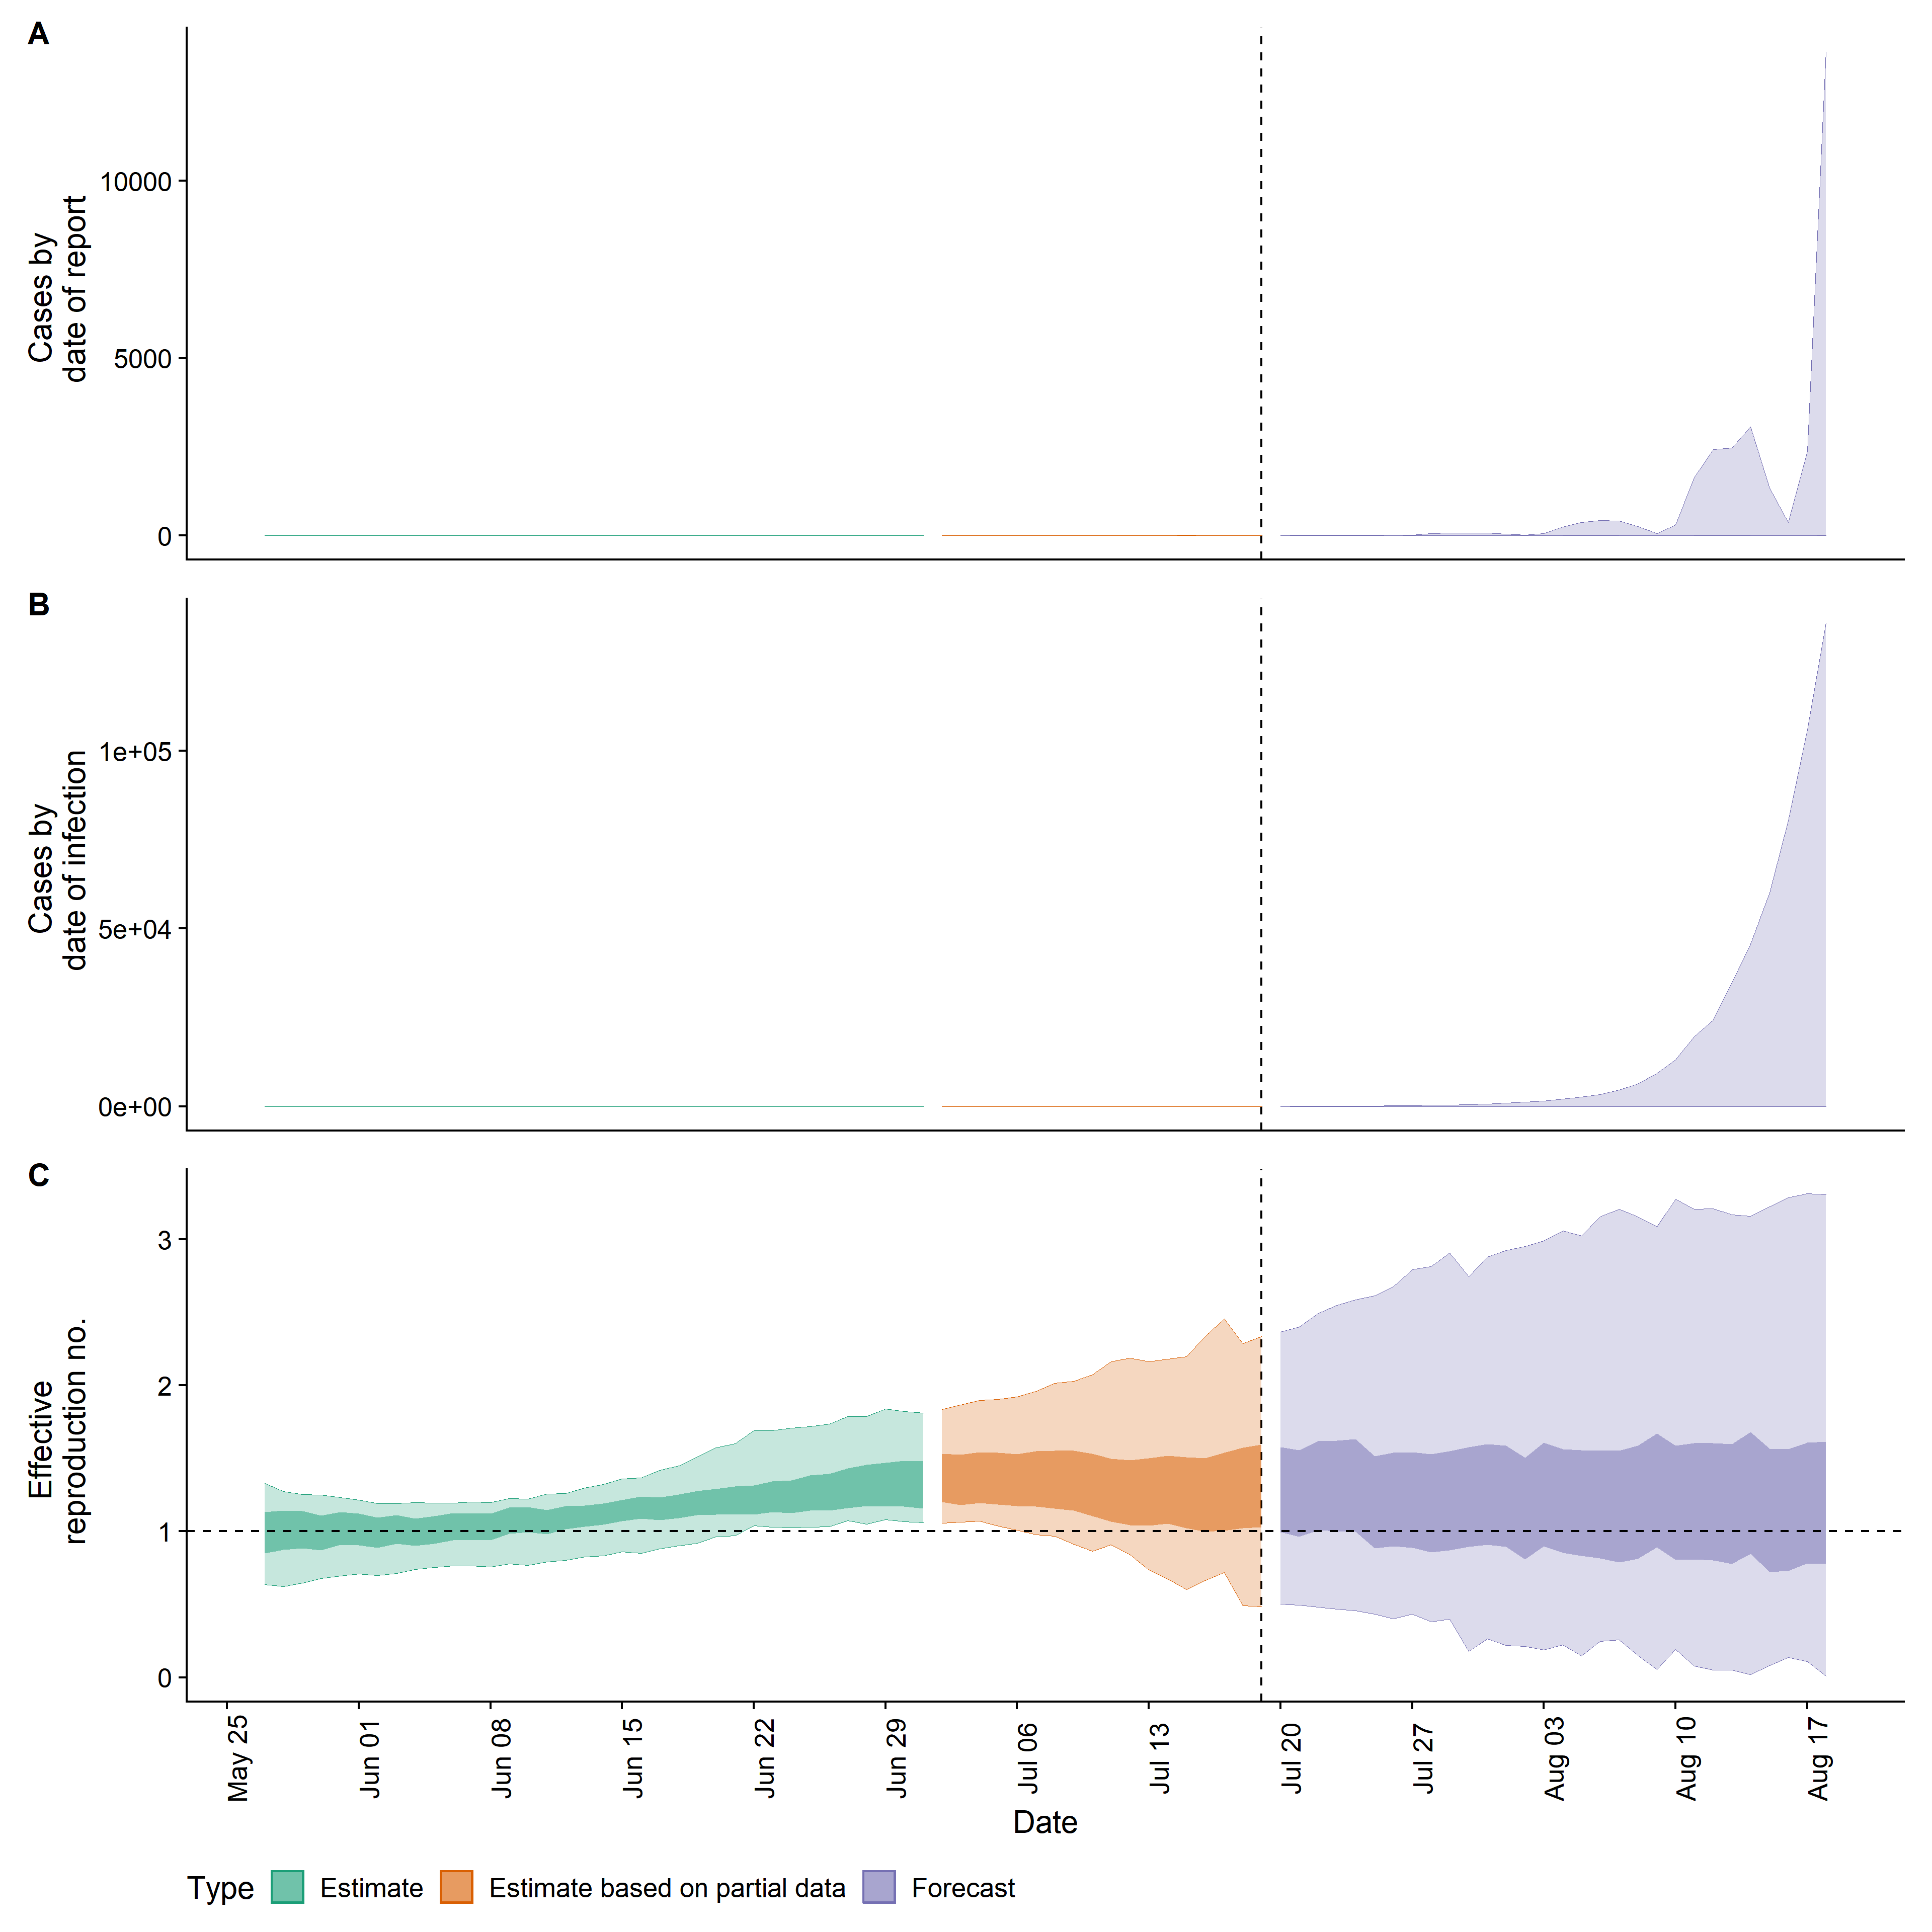 A
Cases by
date of report
10000
5000
0
B
Cases by
date of infection
1e+05
5e+04
0e+00
C
Effective
reproduction no.
3
2
1
0
May 25
Jun 01
Jun 08
Jun 15
Jun 22
Jun 29
Jul 06
Jul 13
Jul 20
Jul 27
Aug 03
Aug 10
Aug 17
Date
Type Estimate Estimate based on partial data Forecast